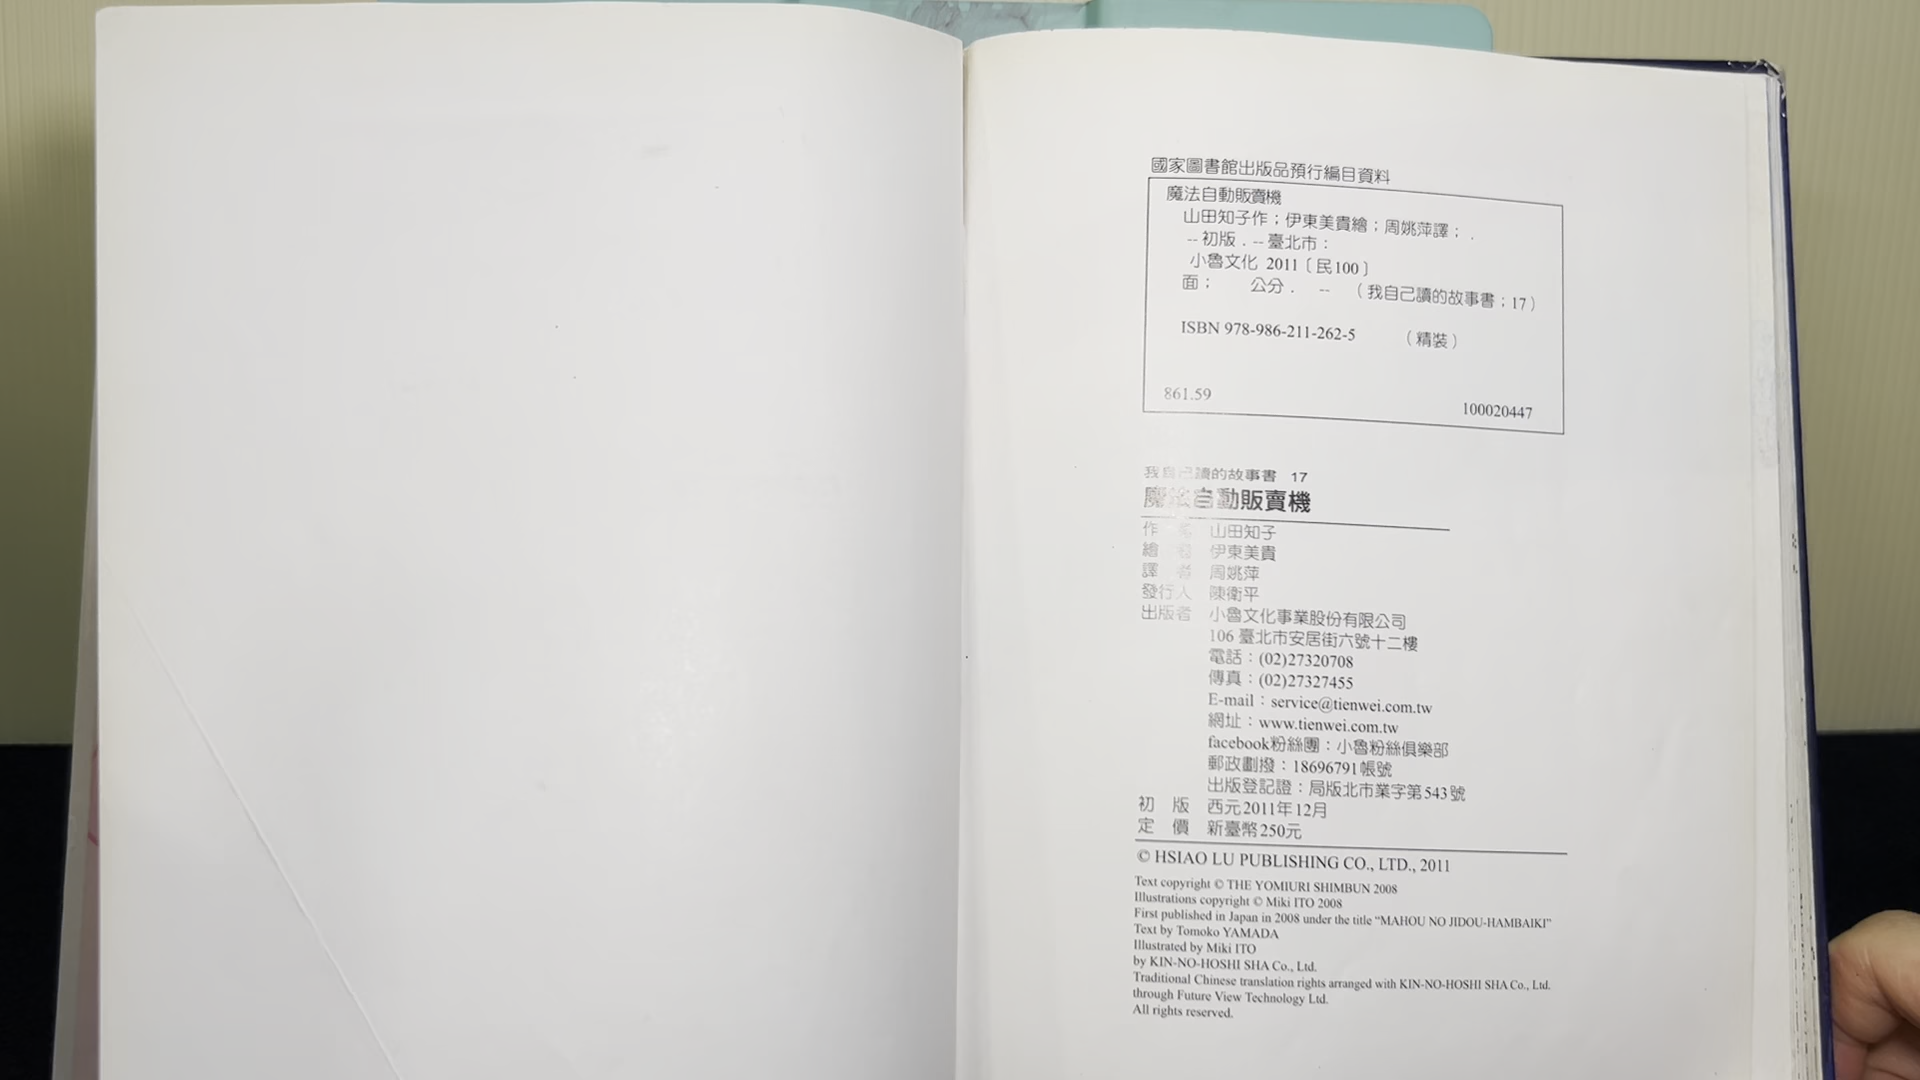 國家圖書館出版品預行編目資料
魔法自動販賣機
山田知子作；伊東美貴繪；周姚萍譯；.
--初版．--臺北市：
小魯文化 2011〔民100〕
面； 公分． -- （我自己讀的故事書；17）
ISBN 978-986-211-262-5 （精裝）
861.59 100020447
我自己讀的故事書 17
魔法自動販賣機
作 者 山田知子
繪 者 伊東美貴
譯 者 周姚萍
發行人 陳衛平
出版者 小魯文化事業股份有限公司
106 臺北市安居街六號十二樓
電話：(02)27320708
傳真：(02)27327455
E-mail：service@tienwei.com.tw
網址：www.tienwei.com.tw
facebook粉絲團：小魯粉絲俱樂部
郵政劃撥：18696791帳號
出版登記證：局版北市業字第543號
初 版 西元2011年12月
定 價 新臺幣250元
© HSIAO LU PUBLISHING CO., LTD., 2011
Text copyright © THE YOMIURI SHIMBUN 2008
Illustrations copyright © Miki ITO 2008
First published in Japan in 2008 under the title “MAHOU NO JIDOU-HAMBAIKI”
Text by Tomoko YAMADA
Illustrated by Miki ITO
by KIN-NO-HOSHI SHA Co., Ltd.
Traditional Chinese translation rights arranged with KIN-NO-HOSHI SHA Co., Ltd.
through Future View Technology Ltd.
All rights reserved.